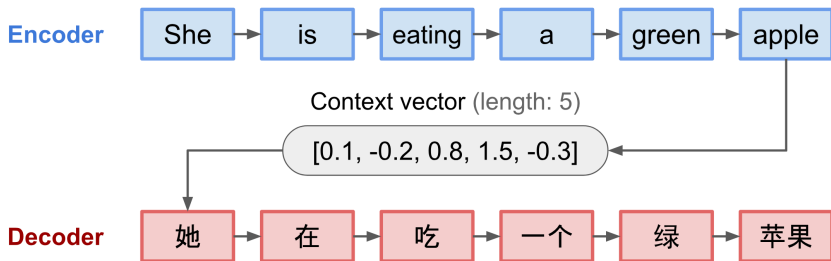 Encoder She is eating a green apple
Context vector (length: 5)
[0.1, -0.2, 0.8, 1.5, -0.3]
Decoder 她 在 吃 一个 绿 苹果